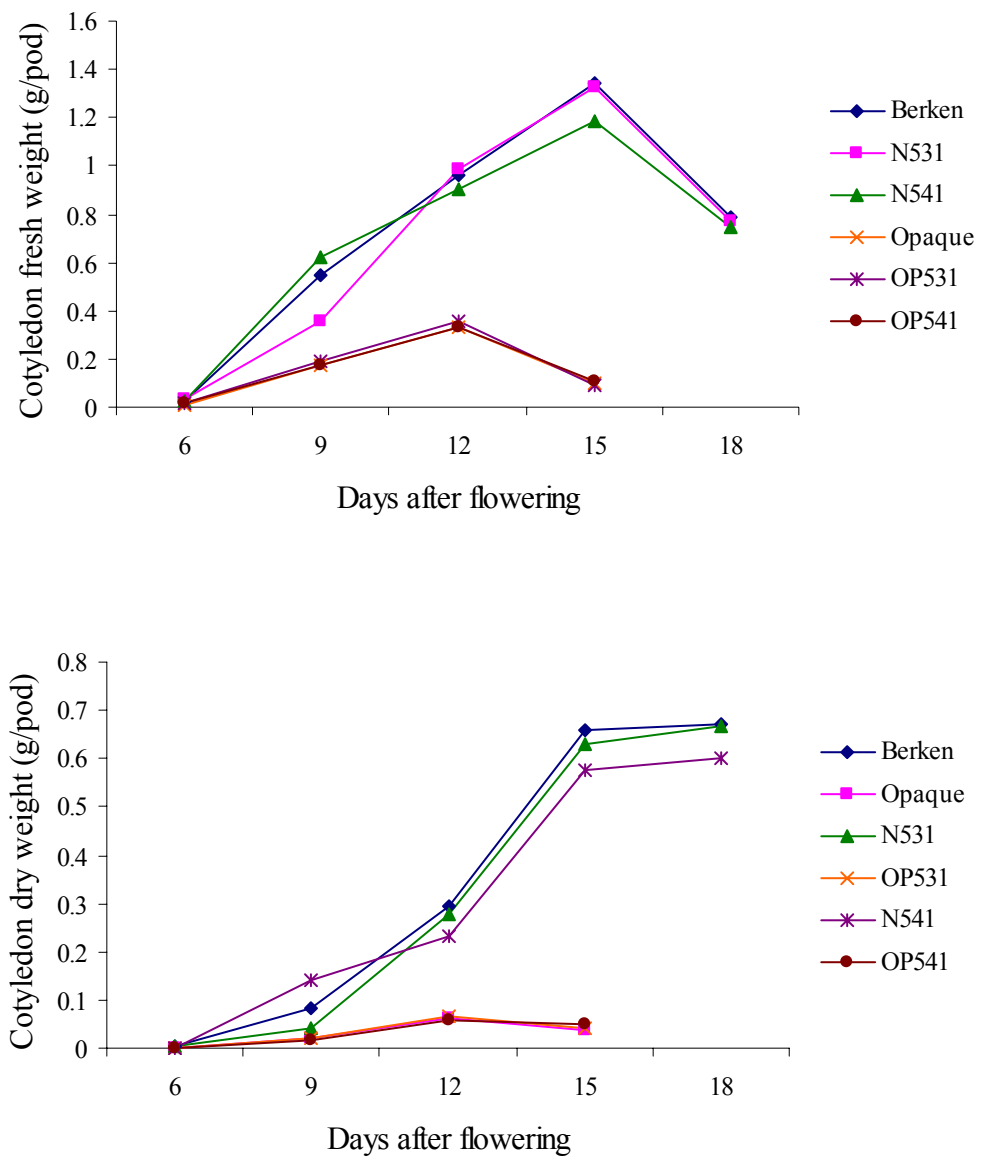 Cotyledon fresh weight (g/pod)
1.6
1.4
1.2
1
0.8
0.6
0.4
0.2
0
6 9 12 15 18
Days after flowering
Berken
N531
N541
Opaque
OP531
OP541
Cotyledon dry weight (g/pod)
0.8
0.7
0.6
0.5
0.4
0.3
0.2
0.1
0
6 9 12 15 18
Days after flowering
Berken
Opaque
N531
OP531
N541
OP541